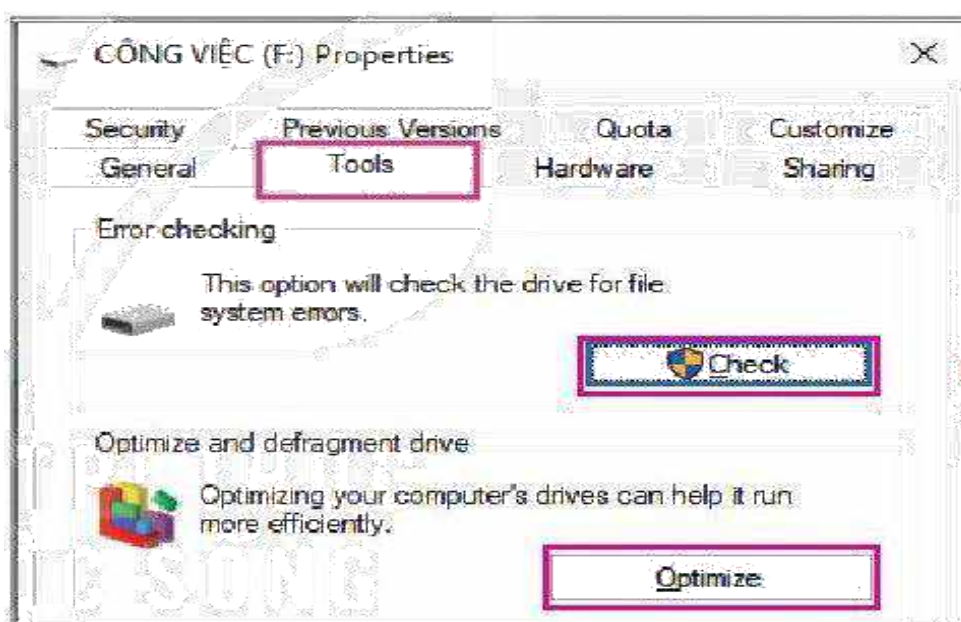 CÔNG VIỆC (F:) Properties
Security Previous Versions Quota Customize
General Tools Hardware Sharing
Error checking
This option will check the drive for file
system errors.
Check
Optimize and defragment drive
Optimizing your computer's drives can help it run
more efficiently.
Optimize